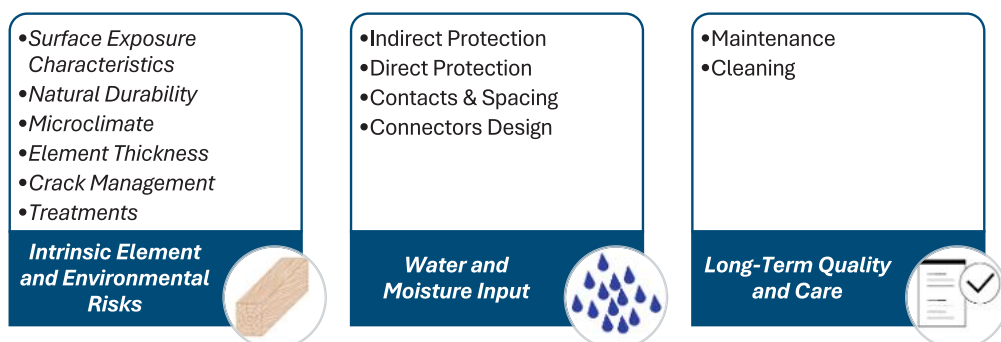 •Surface Exposure
Characteristics
•Natural Durability
•Microclimate
•Element Thickness
•Crack Management
•Treatments
Intrinsic Element
and Environmental
Risks
•Indirect Protection
•Direct Protection
•Contacts & Spacing
•Connectors Design
Water and
Moisture Input
•Maintenance
•Cleaning
Long-Term Quality
and Care